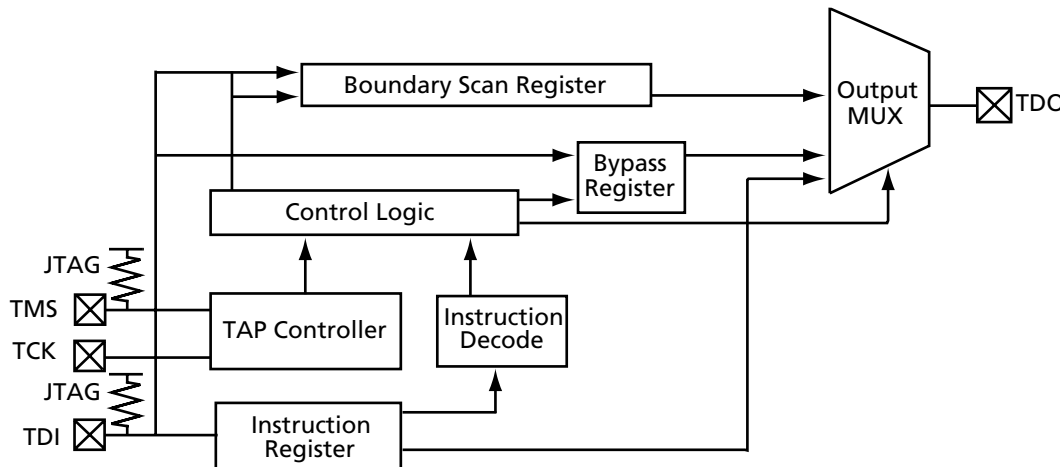 Boundary Scan Register
Output
MUX
TDO
Bypass
Register
Control Logic
JTAG
TMS
TAP Controller
Instruction
Decode
TCK
JTAG
TDI
Instruction
Register